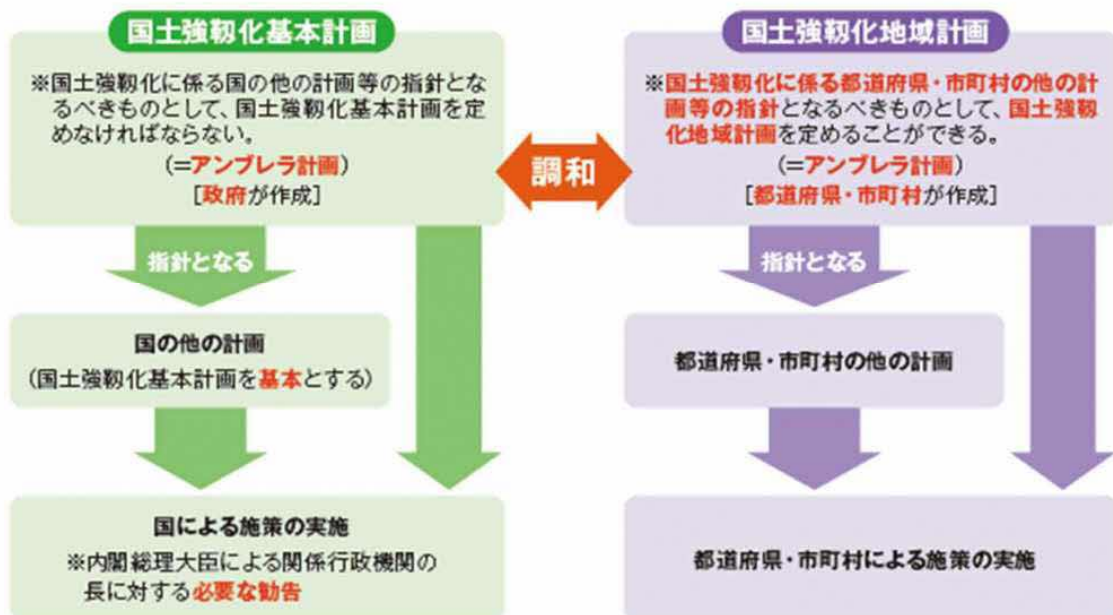 国土強靱化基本計画
※国土強靱化に係る国の他の計画等の指針とな
るべきものとして、国土強靱化基本計画を定
めなければならない。
(=アンブレラ計画)
[政府が作成]
指針となる
国の他の計画
(国土強靱化基本計画を基本とする)
国による施策の実施
※内閣総理大臣による関係行政機関の
長に対する必要な勧告
調和
国土強靱化地域計画
※国土強靱化に係る都道府県・市町村の他の計
画等の指針となるべきものとして、国土強靱
化地域計画を定めることができる。
(=アンブレラ計画)
[都道府県・市町村が作成]
指針となる
都道府県・市町村の他の計画
都道府県・市町村による施策の実施